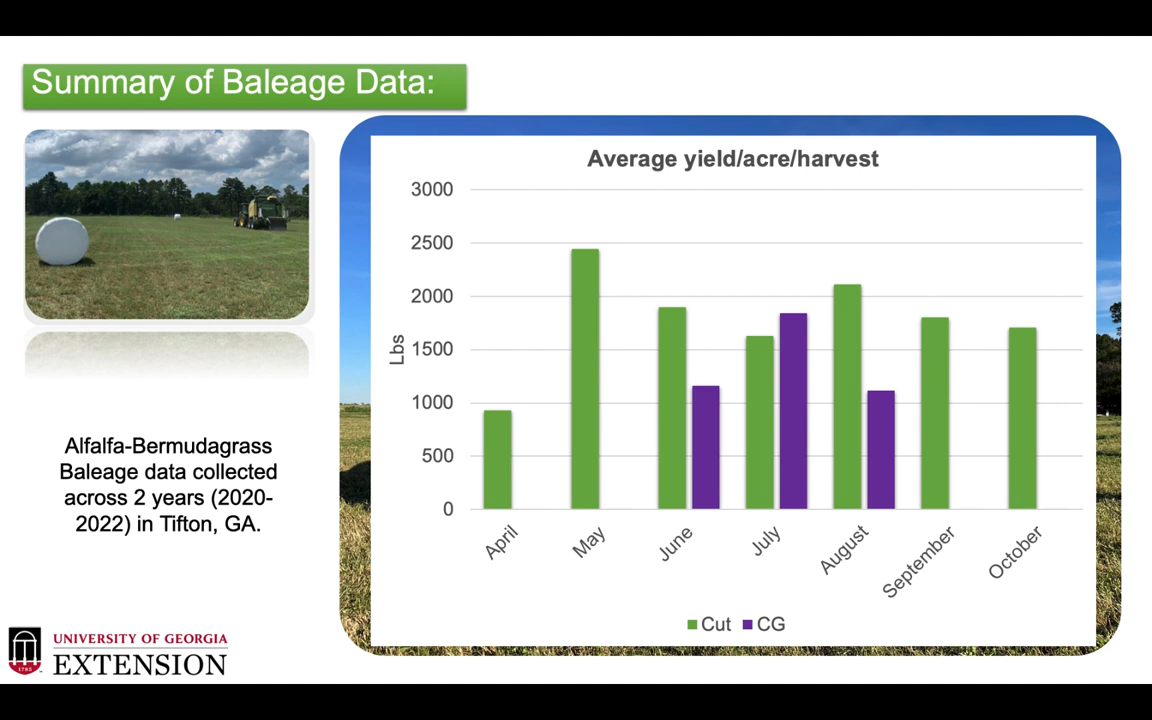 Summary of Baleage Data:
Alfalfa-Bermudagrass
Baleage data collected
across 2 years (2020-
2022) in Tifton, GA.
Average yield/acre/harvest
Lbs
3000
2500
2000
1500
1000
500
0
April
May
June
July
August
September
October
Cut
CG
1785
UNIVERSITY OF GEORGIA
EXTENSION